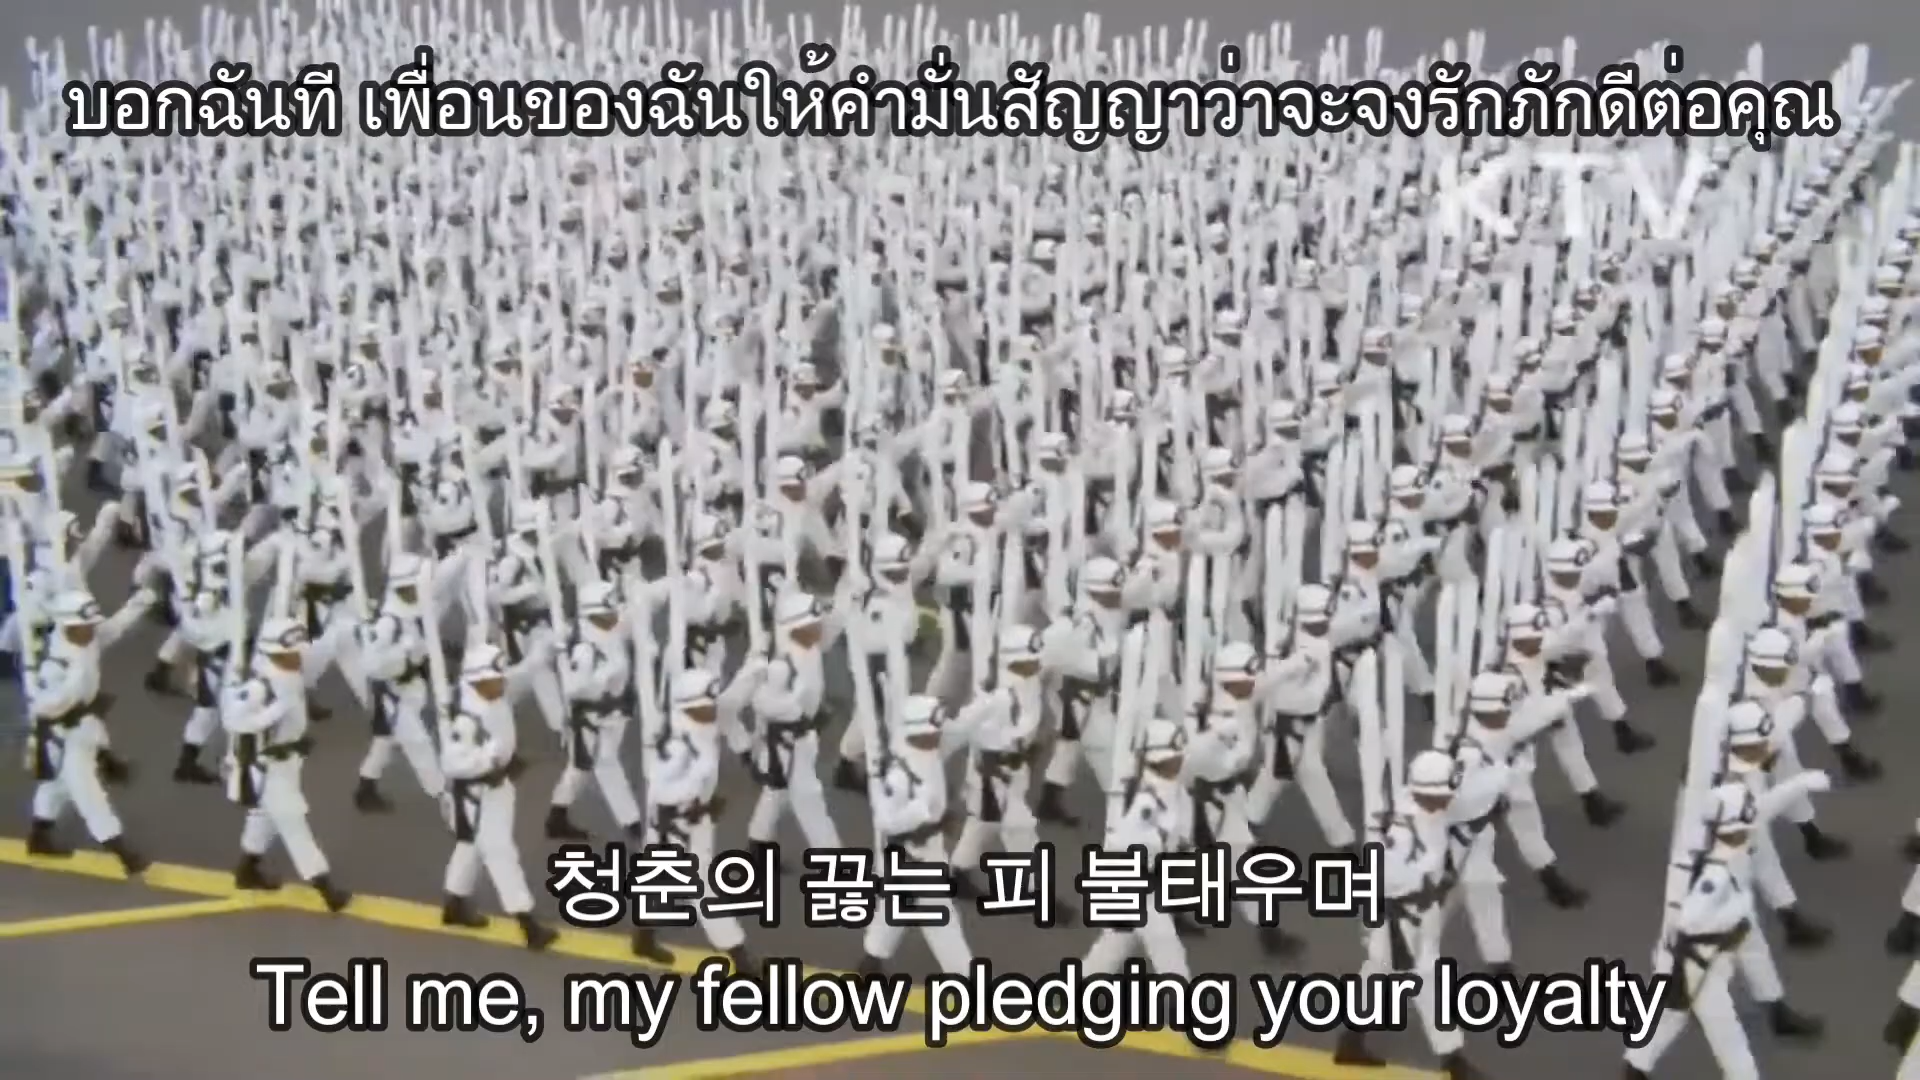 บอกฉันที เพื่อนของฉันให้คำมั่นสัญญาว่าจะจงรักภักดีต่อคุณ
KTV
청춘의 끓는 피 불태우며
Tell me, my fellow pledging your loyalty